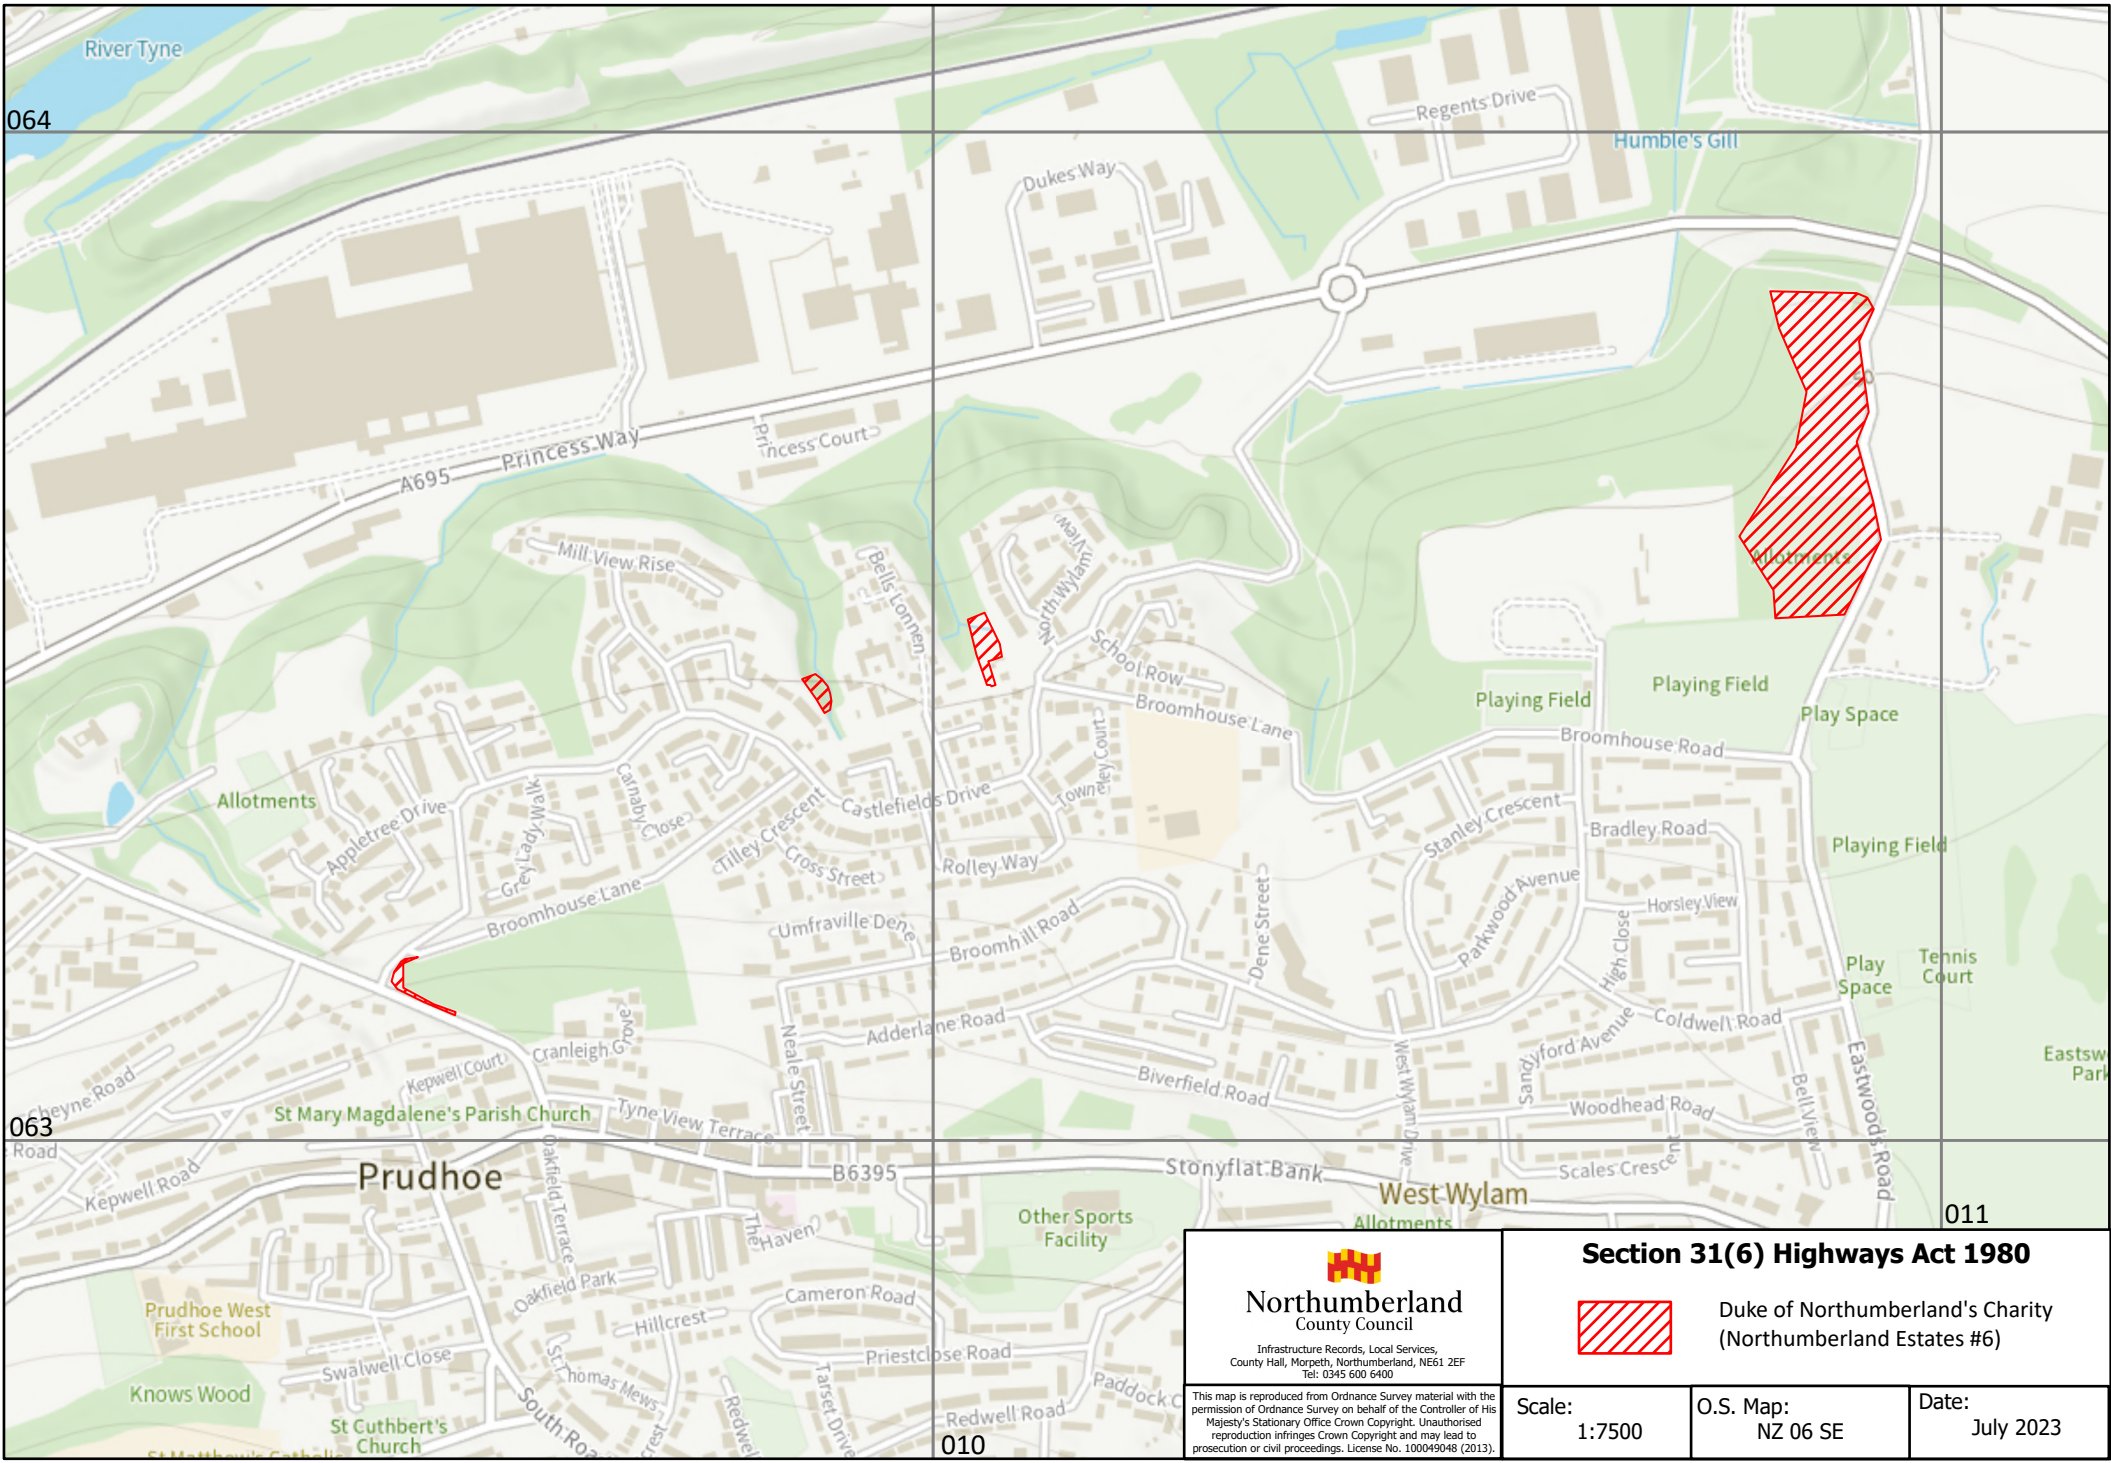 River Tyne
064
Regents Drive
Humble's Gill
Dukes Way
Princess Court
Princess Way
A695
50
Mill View Rise
Bells Lonnen
North Wylam
View
Allotments
School Row
Playing Field
Playing Field
Play Space
Broomhouse Lane
Broomhouse Road
Towneley Court
Allotments
Appletree Drive
Grey Lady Walk
Carnaby
Close
Tilley Crescent
Castlefields Drive
Cross Street
Rolley Way
Stanley Crescent
Bradley Road
Playing Field
Broomhouse Lane
Umfraville Dene
Broomhill Road
Dene Street
Parkwood Avenue
Horsley View
High Close
Play
Space
Tennis
Court
Adderlane Road
Neale Street
Cranleigh Grove
Kepwell Court
Coldwell Road
Sandyford Avenue
Cheyne Road
St Mary Magdalene's Parish Church
Tyne View Terrace
Biverfield Road
West Wylam Drive
Woodhead Road
Bell View
Eastwoods Road
Eastsw
Park
063
Road
Kepwell Road
Prudhoe
Oakfield Terrace
B6395
Stonyflat Bank
Scales Crescent
West Wylam
Allotments
The
Haven
Other Sports
Facility
011
Prudhoe West
First School
Oakfield Park
Hillcrest
Cameron Road
Priestclose Road
Swalwell Close
St Thomas Mews
Knows Wood
St Cuthbert's
Church
South Roa
crest
Redwel
Tarset Drive
Redwell Road
Paddock C
St Matthew's Catholic
010
Northumberland
County Council
Infrastructure Records, Local Services,
County Hall, Morpeth, Northumberland, NE61 2EF
Tel: 0345 600 6400
This map is reproduced from Ordnance Survey material with the
permission of Ordnance Survey on behalf of the Controller of His
Majesty's Stationary Office Crown Copyright. Unauthorised
reproduction infringes Crown Copyright and may lead to
prosecution or civil proceedings. License No. 100049048 (2013).
Section 31(6) Highways Act 1980
Duke of Northumberland's Charity
(Northumberland Estates #6)
Scale:
1:7500
O.S. Map:
NZ 06 SE
Date:
July 2023